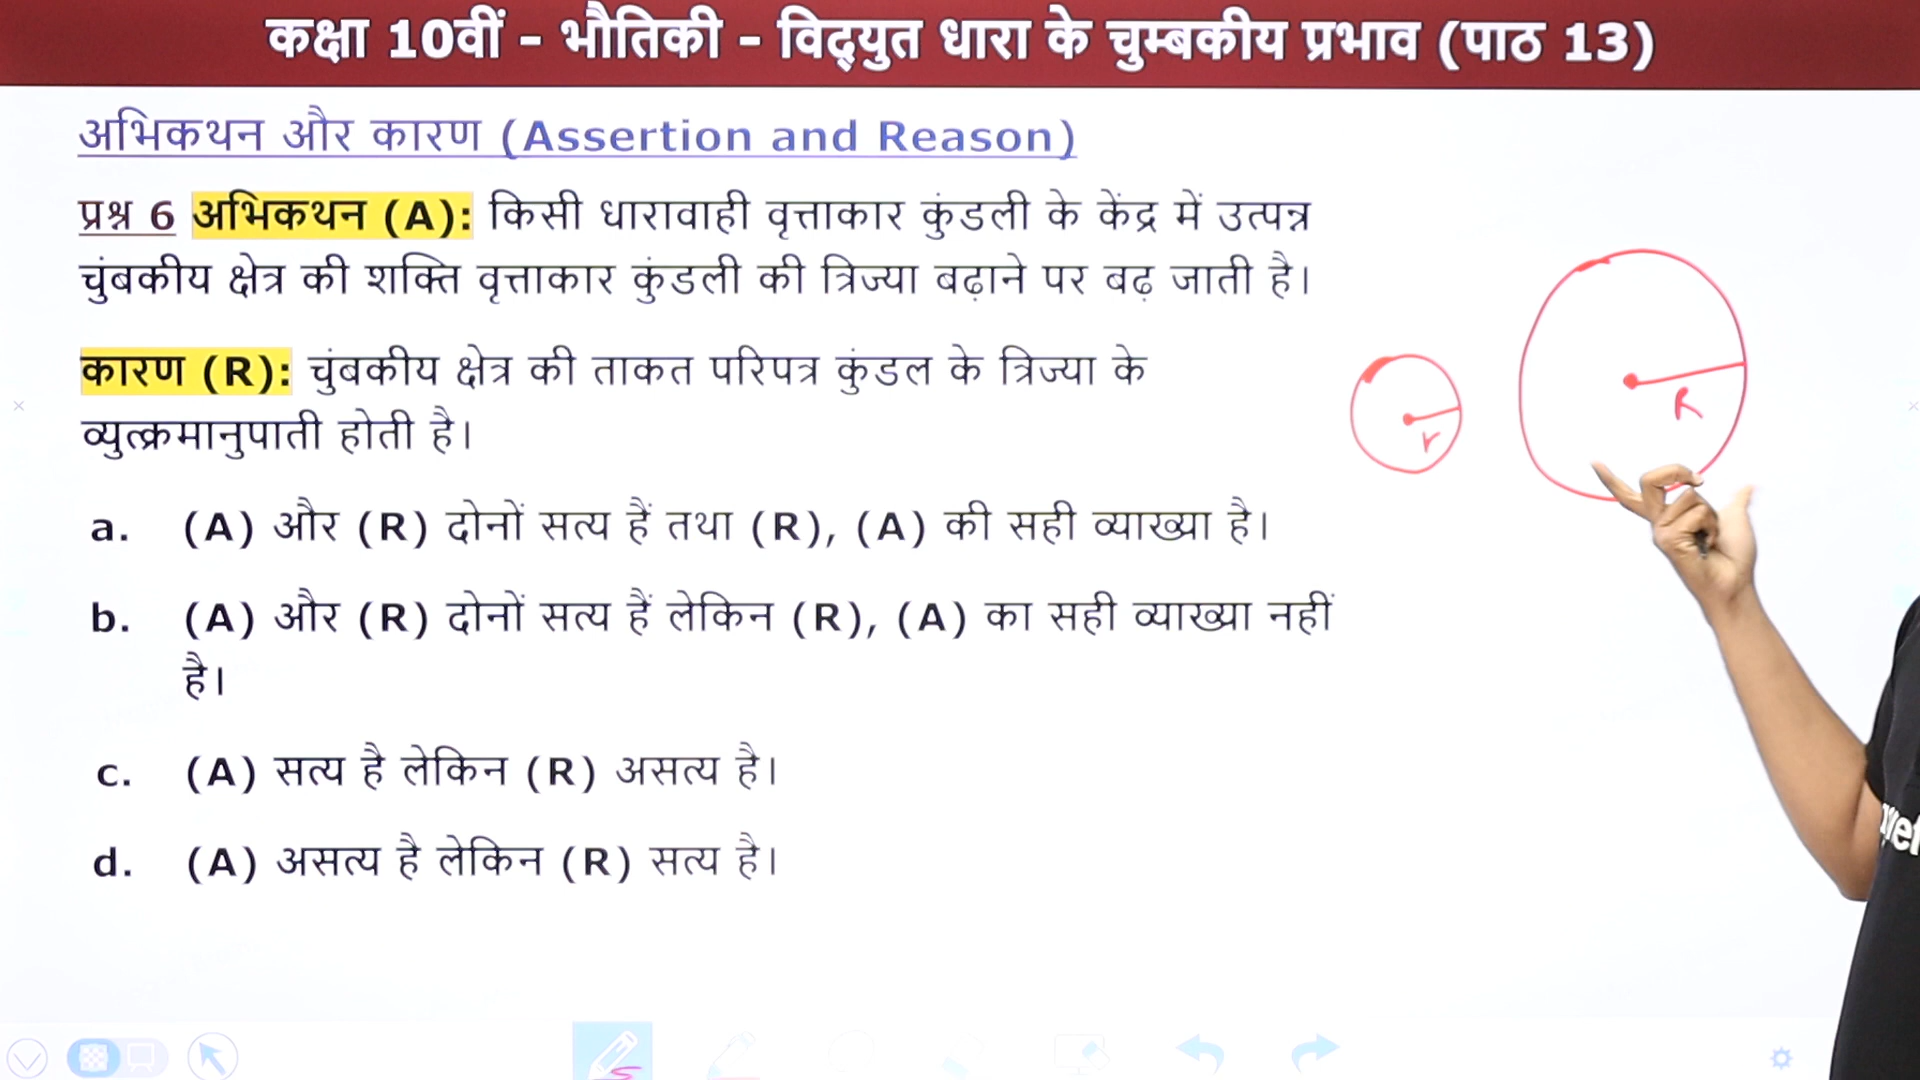 कक्षा 10वीं - भौतिकी - विद्युत धारा के चुम्बकीय प्रभाव (पाठ 13)
अभिकथन और कारण (Assertion and Reason)
प्रश्न 6 अभिकथन (A): किसी धारावाही वृत्ताकार कुंडली के केंद्र में उत्पन्न
चुंबकीय क्षेत्र की शक्ति वृत्ताकार कुंडली की त्रिज्या बढ़ाने पर बढ़ जाती है।
कारण (R): चुंबकीय क्षेत्र की ताकत परिपत्र कुंडल के त्रिज्या के
व्युत्क्रमानुपाती होती है।
r
R
a. (A) और (R) दोनों सत्य हैं तथा (R), (A) की सही व्याख्या है।
b. (A) और (R) दोनों सत्य हैं लेकिन (R), (A) का सही व्याख्या नहीं
है।
c. (A) सत्य है लेकिन (R) असत्य है।
d. (A) असत्य है लेकिन (R) सत्य है।